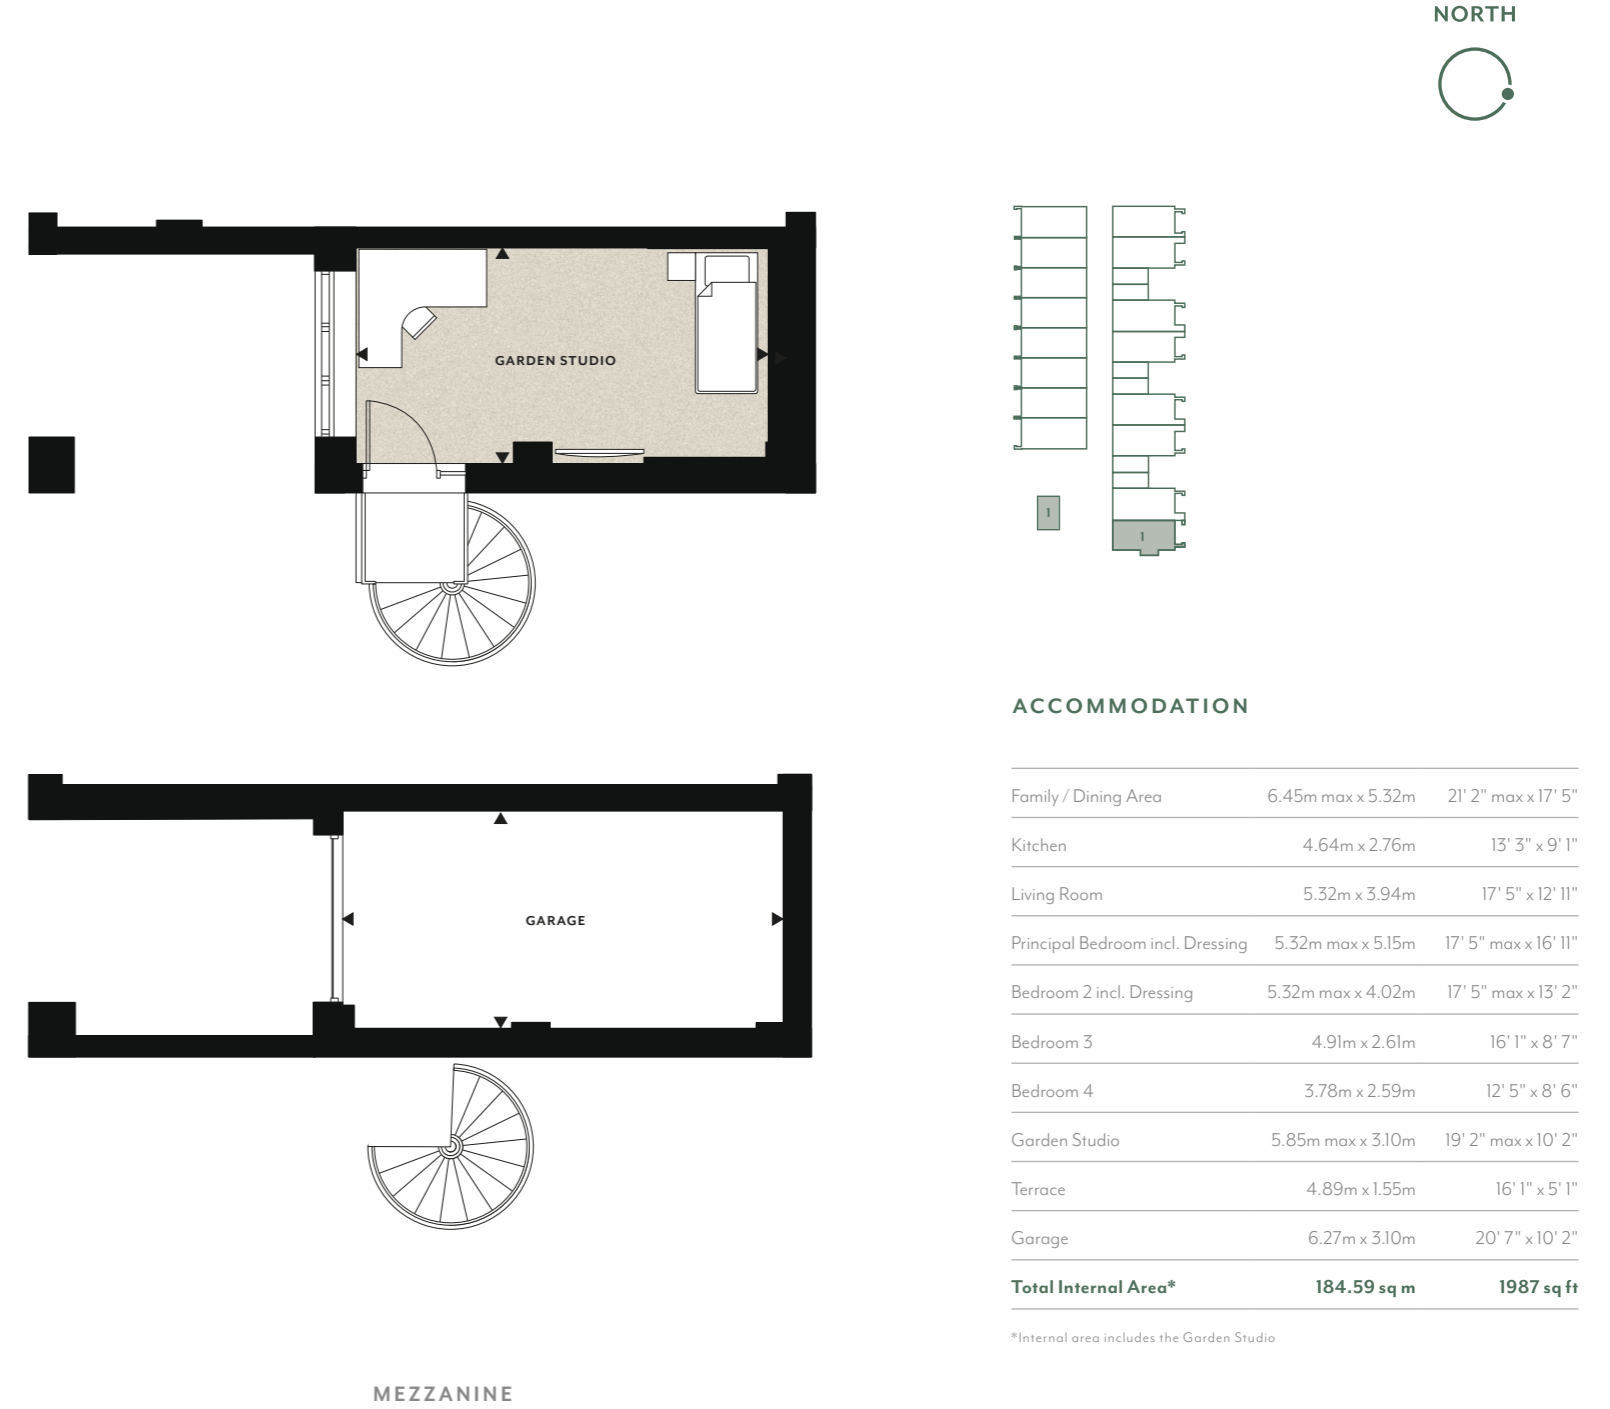 NORTH
GARDEN STUDIO
1
1
GARAGE
MEZZANINE
ACCOMMODATION
Family / Dining Area 6.45m max x 5.32m 21' 2" max x 17' 5"
Kitchen 4.64m x 2.76m 13' 3" x 9' 1"
Living Room 5.32m x 3.94m 17' 5" x 12' 11"
Principal Bedroom incl. Dressing 5.32m max x 5.15m 17' 5" max x 16' 11"
Bedroom 2 incl. Dressing 5.32m max x 4.02m 17' 5" max x 13' 2"
Bedroom 3 4.91m x 2.61m 16' 1" x 8' 7"
Bedroom 4 3.78m x 2.59m 12' 5" x 8' 6"
Garden Studio 5.85m max x 3.10m 19' 2" max x 10' 2"
Terrace 4.89m x 1.55m 16' 1" x 5' 1"
Garage 6.27m x 3.10m 20' 7" x 10' 2"
Total Internal Area* 184.59 sq m 1987 sq ft
*Internal area includes the Garden Studio